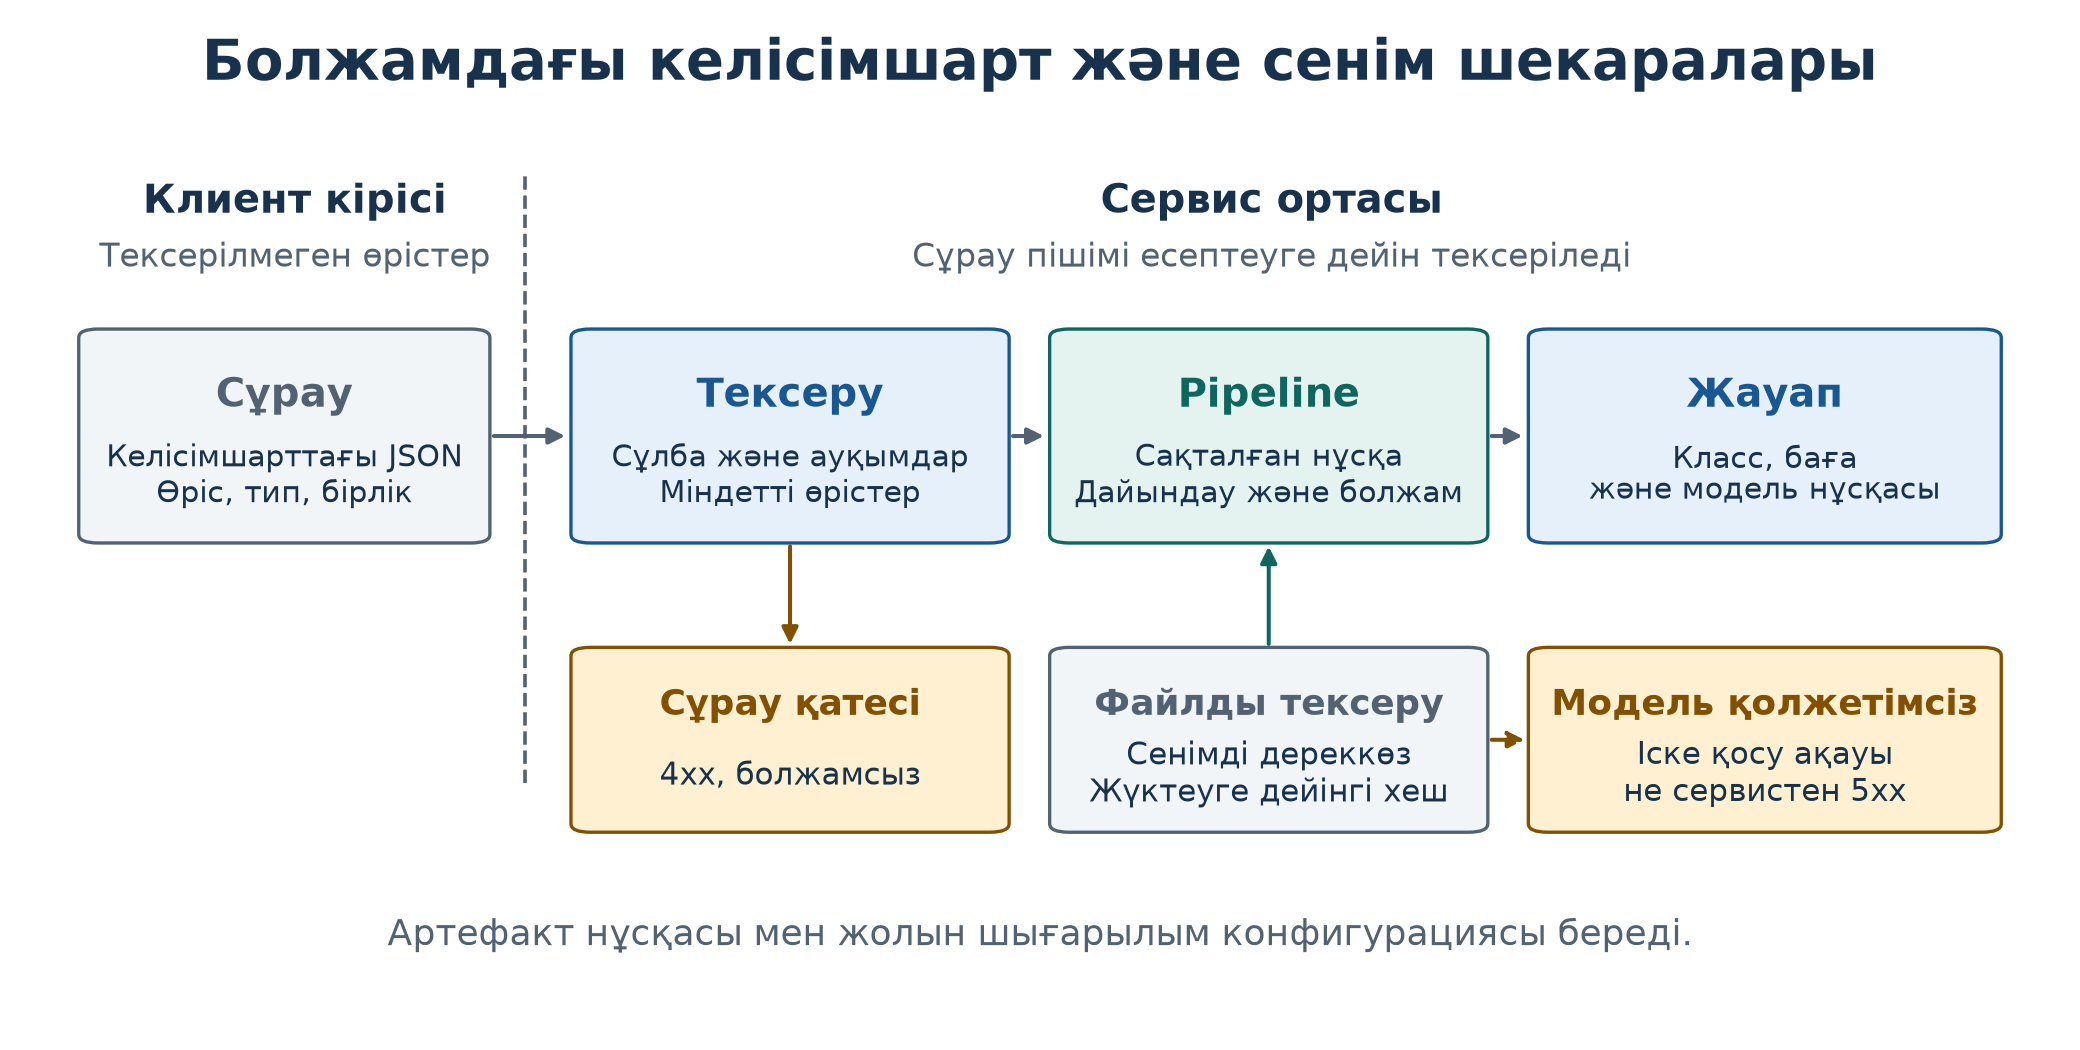 Болжамдағы келісімшарт және сенім шекаралары
Клиент кірісі
Тексерілмеген өрістер
Сервис ортасы
Сұрау пішімі есептеуге дейін тексеріледі
Сұрау
Келісімшарттағы JSON
Өріс, тип, бірлік
Тексеру
Сұлба және ауқымдар
Міндетті өрістер
Pipeline
Сақталған нұсқа
Дайындау және болжам
Жауап
Класс, баға
және модель нұсқасы
Сұрау қатесі
4xx, болжамсыз
Файлды тексеру
Сенімді дереккөз
Жүктеуге дейінгі хеш
Модель қолжетімсіз
Іске қосу ақауы
не сервистен 5xx
Артефакт нұсқасы мен жолын шығарылым конфигурациясы береді.